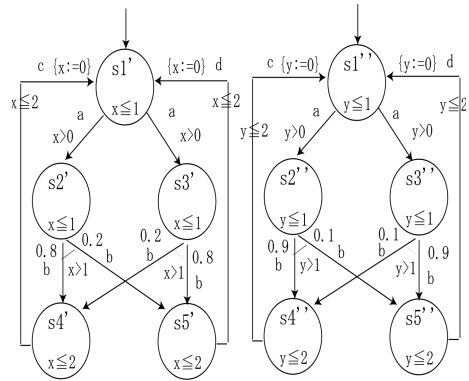 c {x:=0}
s1'
{x:=0} d
x≦2
x≦1
x≦2
a
a
x>0
x>0
s2'
s3'
x≦1
x≦1
0.8
0.2
0.2
0.8
b
x>1
b
b
x>1
b
s4'
s5'
x≦2
x≦2
c {y:=0}
s1''
{y:=0} d
y≦2
y≦1
y≦2
a
a
y>0
y>0
s2''
s3''
y≦1
y≦1
0.9
0.1
0.1
0.9
b
y>1
b
b
y>1
b
s4''
s5''
y≦2
y≦2